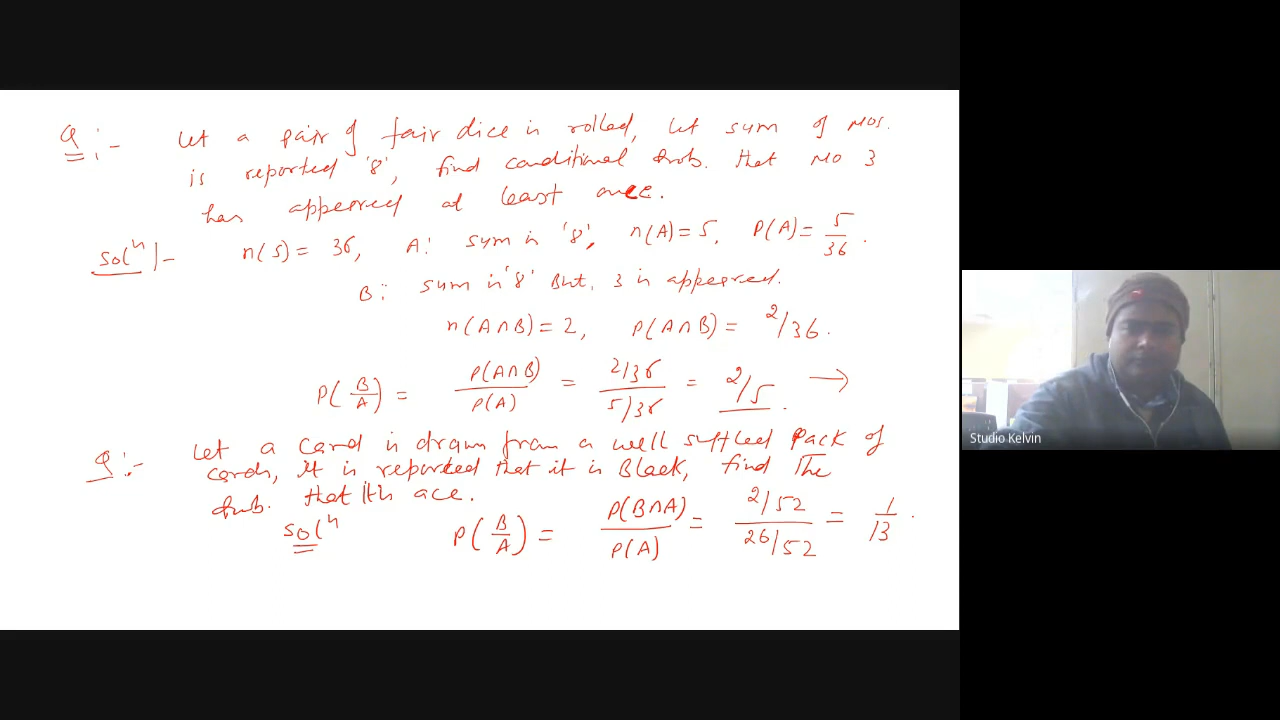 Q:- Let a pair of fair dice is rolled, let sum of nos.
is reported '8', find conditional prob. that no 3
has appeared at least once.
Sol^n)- n(S) = 36, A: sum is '8', n(A) = 5, P(A) = 5/36.
B: sum is '8' But, 3 is appeared.
n(A∩B) = 2, P(A∩B) = 2/36.
P(B/A) = P(A∩B)/P(A) = 2/36 / 5/36 = 2/5. →
Q:- Let a card is drawn from a well suffled pack of
cards, it is reported that it is Black, find The
prob. that its ace.
Sol^n P(B/A) = P(B∩A)/P(A) = 2/52 / 26/52 = 1/13.
Studio Kelvin